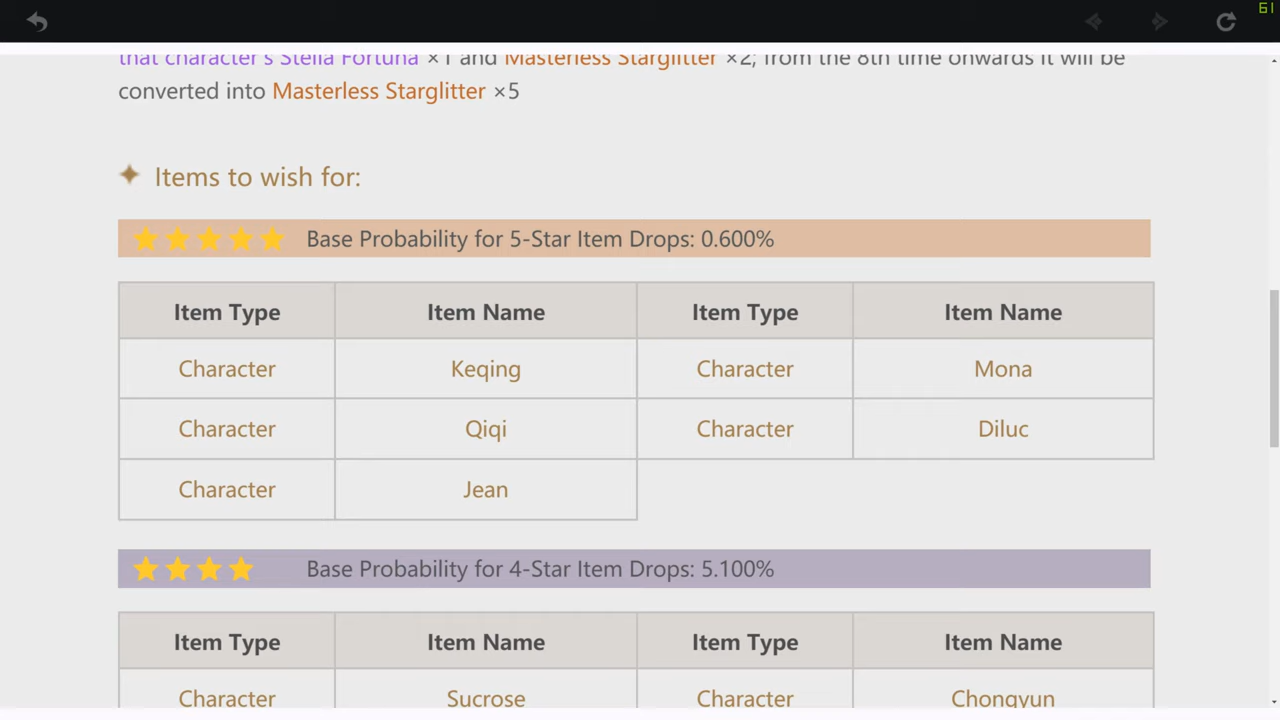 61
that character's Stella Fortuna ×1 and Masterless Starglitter ×2; from the 8th time onwards it will be
converted into Masterless Starglitter ×5
Items to wish for:
Base Probability for 5-Star Item Drops: 0.600%
Item Type Item Name Item Type Item Name
Character Keqing Character Mona
Character Qiqi Character Diluc
Character Jean
Base Probability for 4-Star Item Drops: 5.100%
Item Type Item Name Item Type Item Name
Character Sucrose Character Chongyun